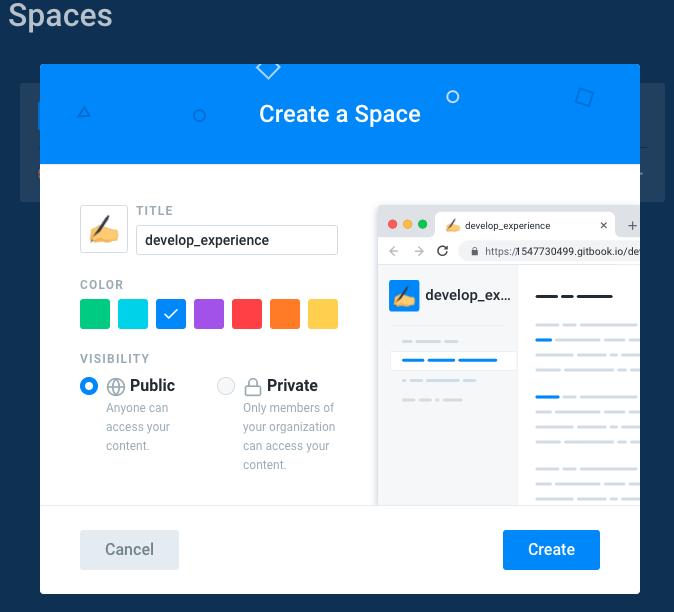 Spaces
Create a Space
TITLE
develop_experience
COLOR
VISIBILITY
Public
Anyone can
access your
content.
Private
Only members of
your organization
can access your
content.
develop_experience
https://1547730499.gitbook.io/de
develop_ex...
Cancel
Create